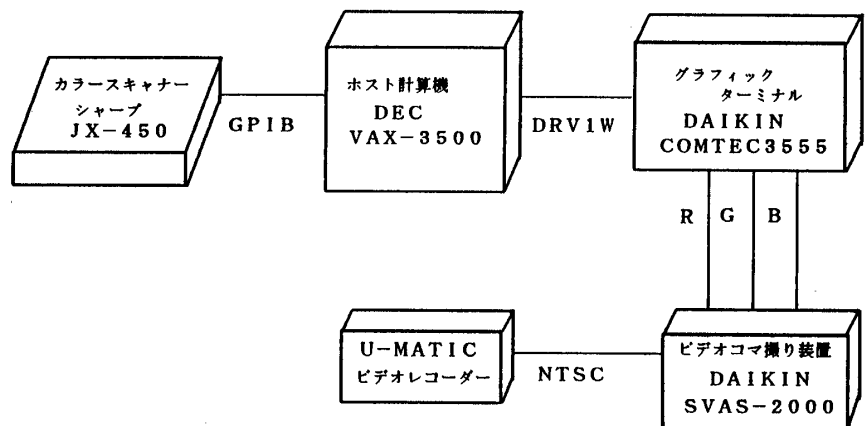 カラースキャナー
シャープ
JX−450
GPIB
ホスト計算機
DEC
VAX−3500
DRV1W
グラフィック
ターミナル
DAIKIN
COMTEC3555
R G B
U−MATIC
ビデオレコーダー
NTSC
ビデオコマ撮り装置
DAIKIN
SVAS−2000